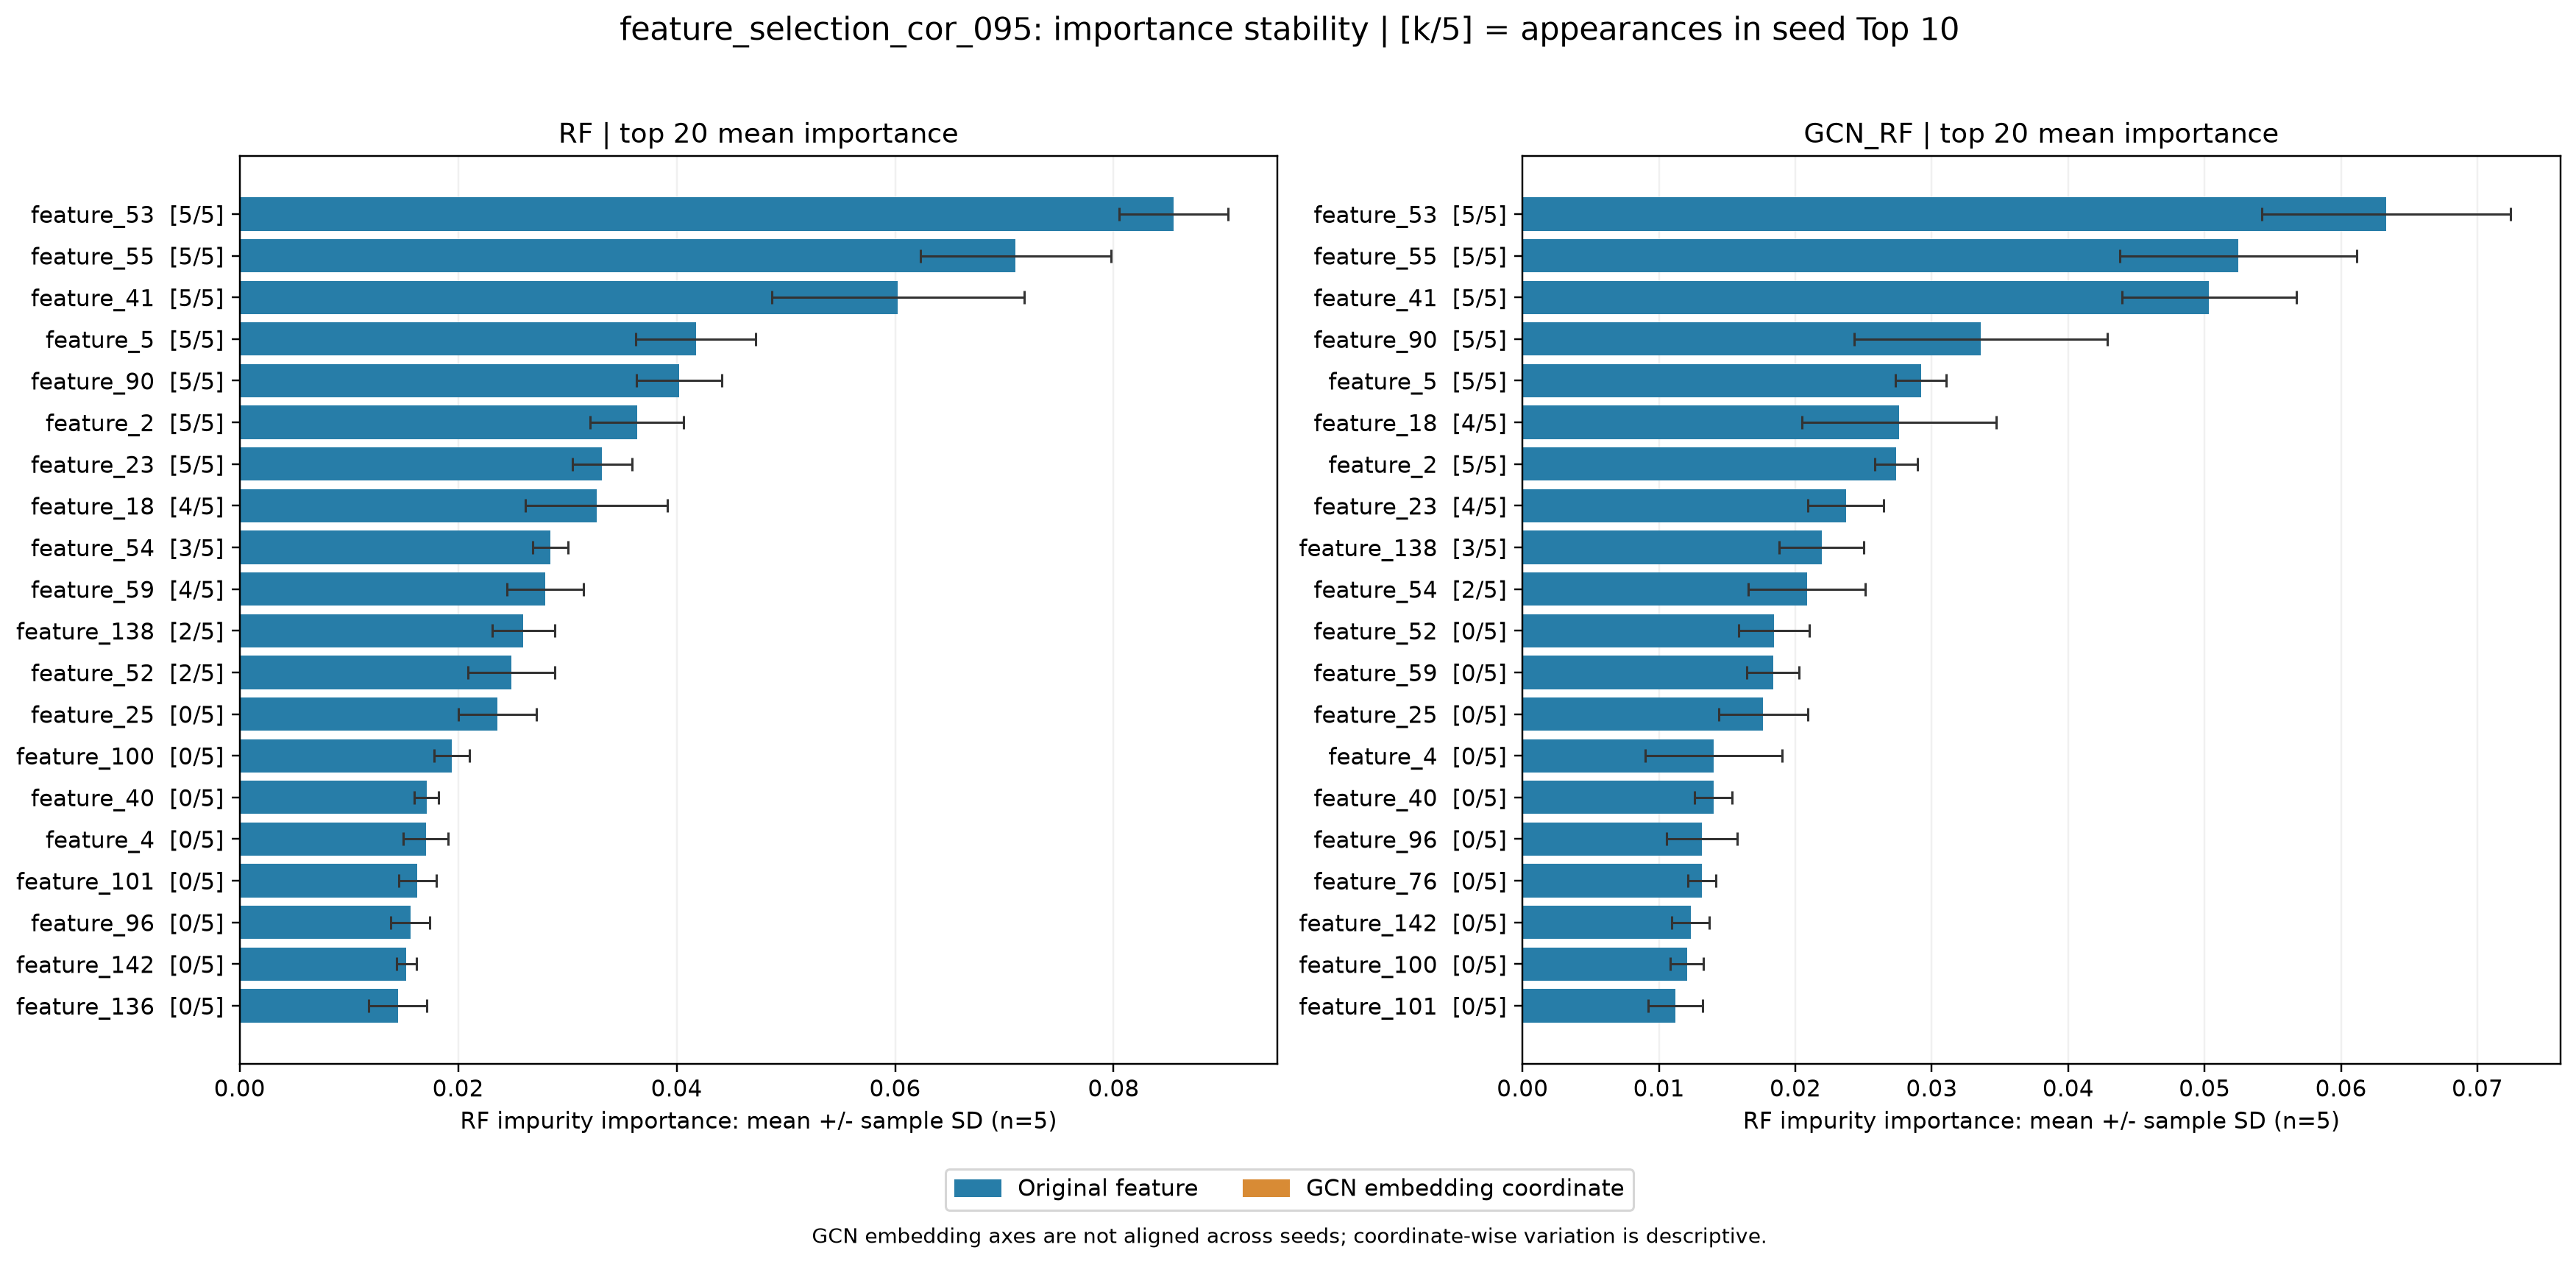 feature_selection_cor_095: importance stability | [k/5] = appearances in seed Top 10
RF | top 20 mean importance
feature_53 [5/5]
feature_55 [5/5]
feature_41 [5/5]
feature_5 [5/5]
feature_90 [5/5]
feature_2 [5/5]
feature_23 [5/5]
feature_18 [4/5]
feature_54 [3/5]
feature_59 [4/5]
feature_138 [2/5]
feature_52 [2/5]
feature_25 [0/5]
feature_100 [0/5]
feature_40 [0/5]
feature_4 [0/5]
feature_101 [0/5]
feature_96 [0/5]
feature_142 [0/5]
feature_136 [0/5]
0.00 0.02 0.04 0.06 0.08
RF impurity importance: mean +/- sample SD (n=5)
GCN_RF | top 20 mean importance
feature_53 [5/5]
feature_55 [5/5]
feature_41 [5/5]
feature_90 [5/5]
feature_5 [5/5]
feature_18 [4/5]
feature_2 [5/5]
feature_23 [4/5]
feature_138 [3/5]
feature_54 [2/5]
feature_52 [0/5]
feature_59 [0/5]
feature_25 [0/5]
feature_4 [0/5]
feature_40 [0/5]
feature_96 [0/5]
feature_76 [0/5]
feature_142 [0/5]
feature_100 [0/5]
feature_101 [0/5]
0.00 0.01 0.02 0.03 0.04 0.05 0.06 0.07
RF impurity importance: mean +/- sample SD (n=5)
Original feature
GCN embedding coordinate
GCN embedding axes are not aligned across seeds; coordinate-wise variation is descriptive.